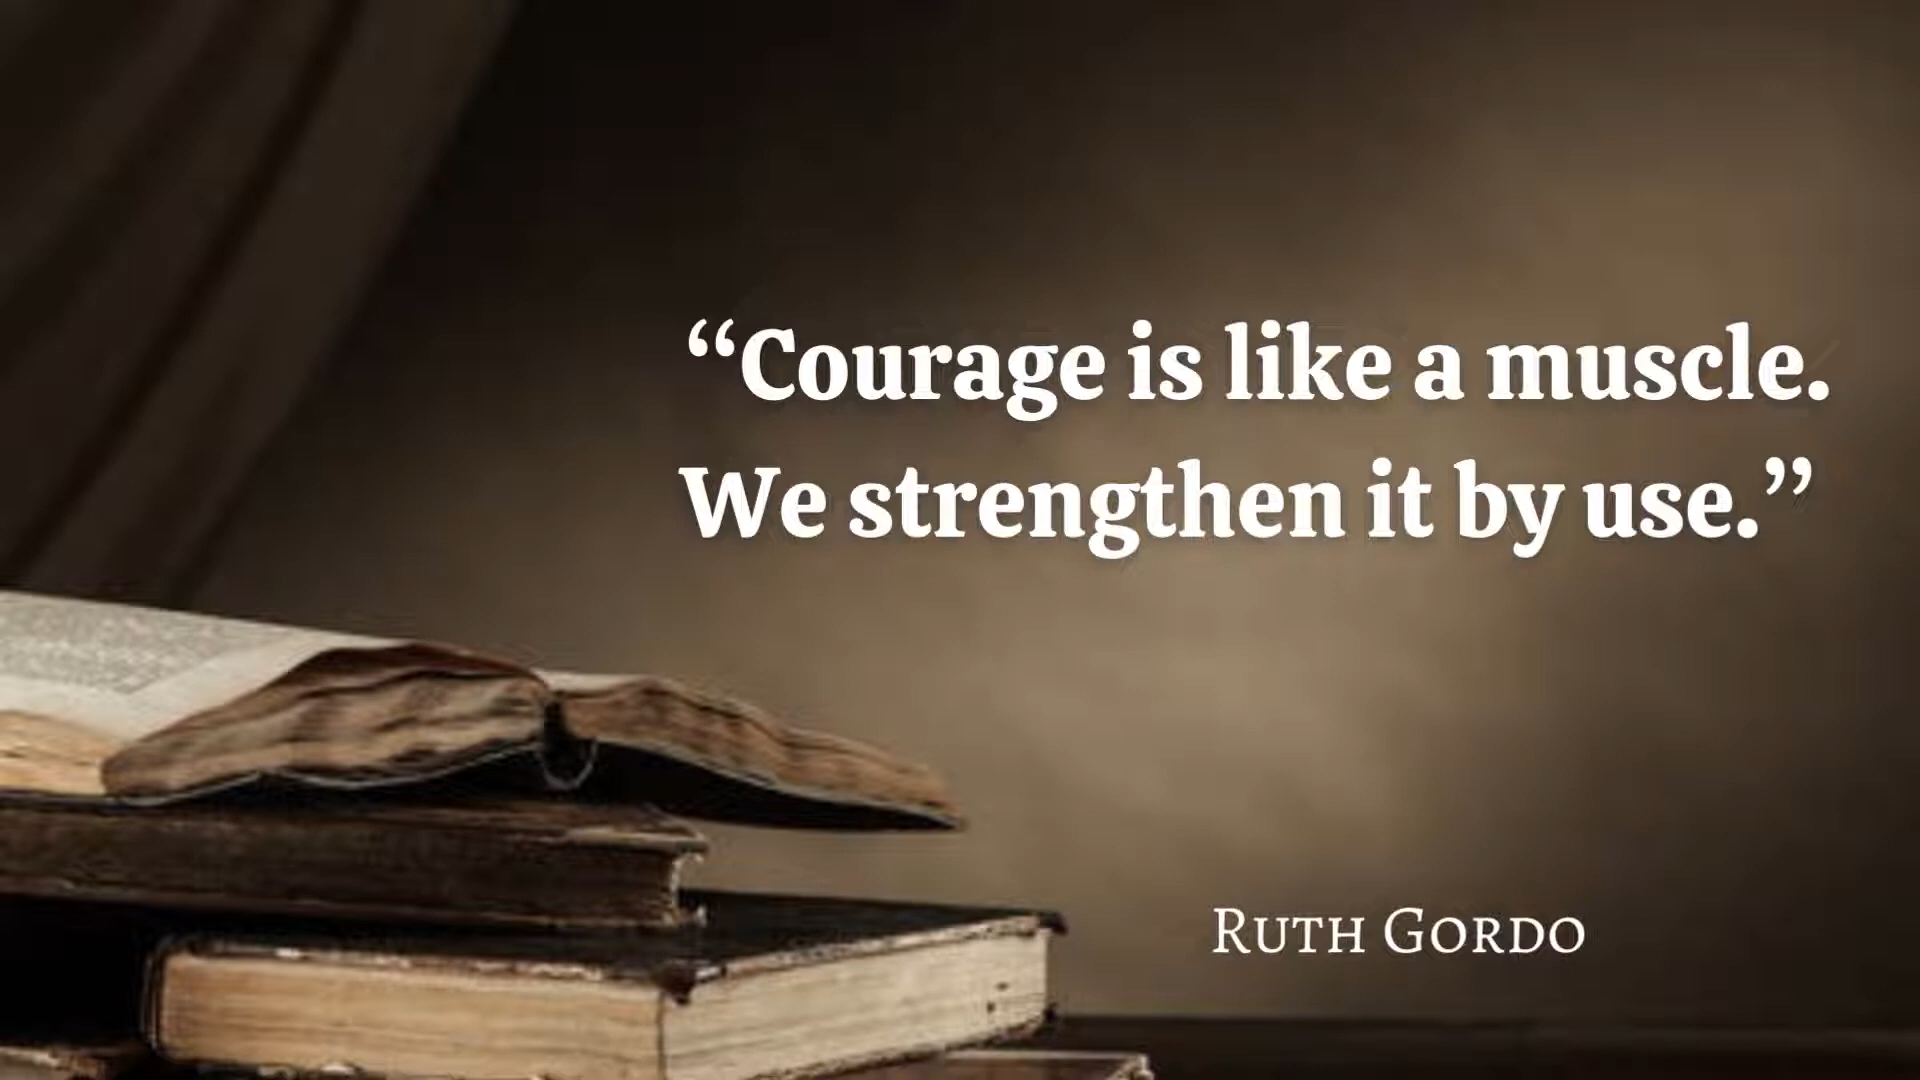 “Courage is like a muscle.
We strengthen it by use.”
Ruth Gordo